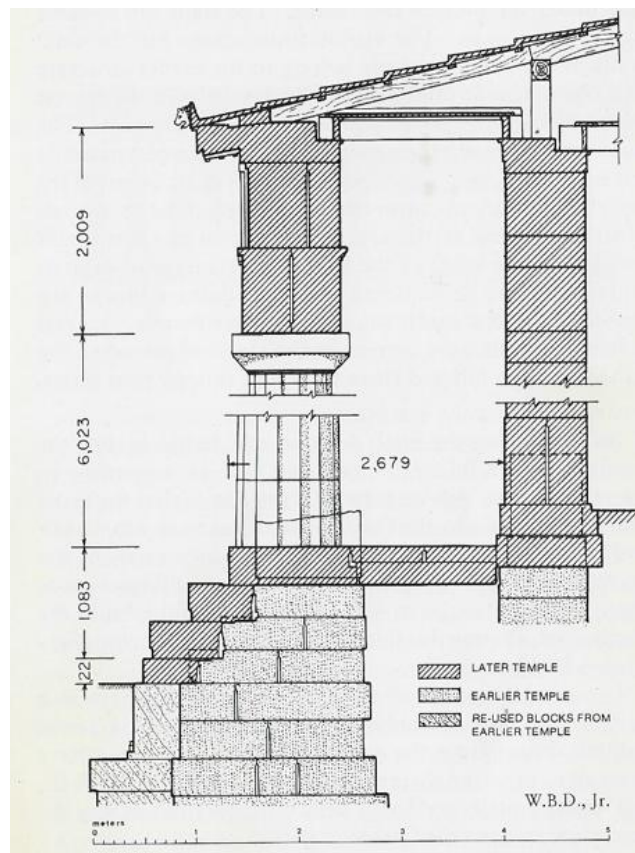 2,009
6,023
2,679
1,083
,22
LATER TEMPLE
EARLIER TEMPLE
RE-USED BLOCKS FROM
EARLIER TEMPLE
W.B.D., Jr.
meters
0 1 2 3 4 5